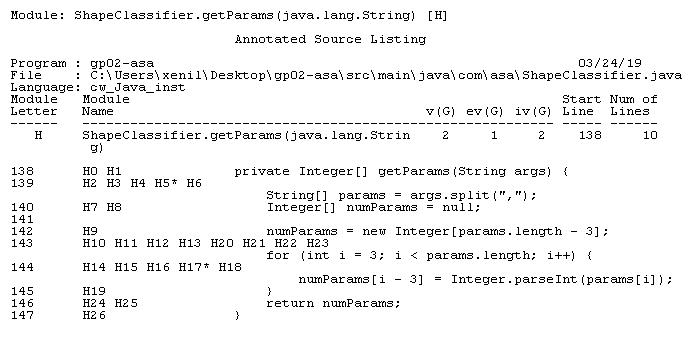 Module: ShapeClassifier.getParams(java.lang.String) [H]
Annotated Source Listing
Program : gp02-asa 03/24/19
File : C:\Users\xenil\Desktop\gp02-asa\src\main\java\com\asa\ShapeClassifier.java
Language: cw_Java_inst
Module Module Start Num of
Letter Name v(G) ev(G) iv(G) Line Lines
------ ----------------------------------- ---- ----- ----- ----- ------
H ShapeClassifier.getParams(java.lang.Strin 2 1 2 138 10
g)
138 H0 H1 private Integer[] getParams(String args) {
139 H2 H3 H4 H5* H6
String[] params = args.split(",");
140 H7 H8 Integer[] numParams = null;
141
142 H9 numParams = new Integer[params.length - 3];
143 H10 H11 H12 H13 H20 H21 H22 H23
for (int i = 3; i < params.length; i++) {
144 H14 H15 H16 H17* H18
numParams[i - 3] = Integer.parseInt(params[i]);
145 H19 }
146 H24 H25 return numParams;
147 H26 }